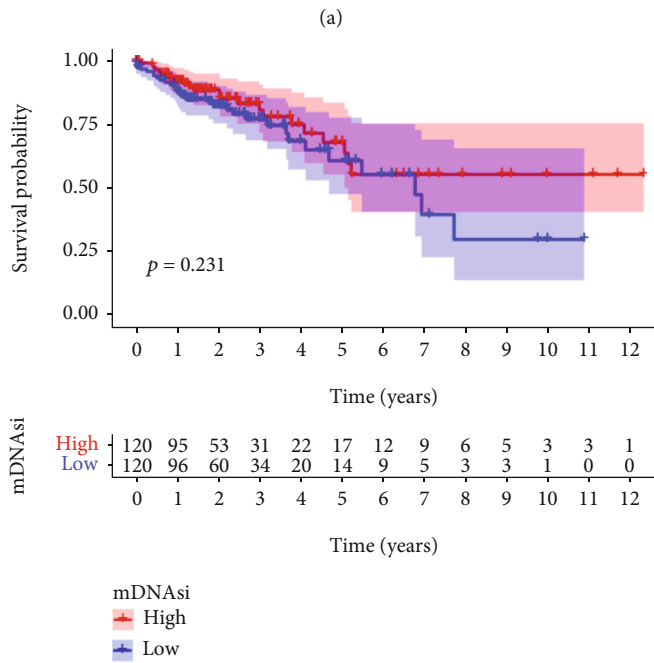 (a)
1.00
0.75
0.50
0.25
0.00
Survival probability
p = 0.231
0 1 2 3 4 5 6 7 8 9 10 11 12
Time (years)
mDNAsi
High 120 95 53 31 22 17 12 9 6 5 3 3 1
Low 120 96 60 34 20 14 9 5 3 3 1 0 0
0 1 2 3 4 5 6 7 8 9 10 11 12
Time (years)
mDNAsi
High
Low